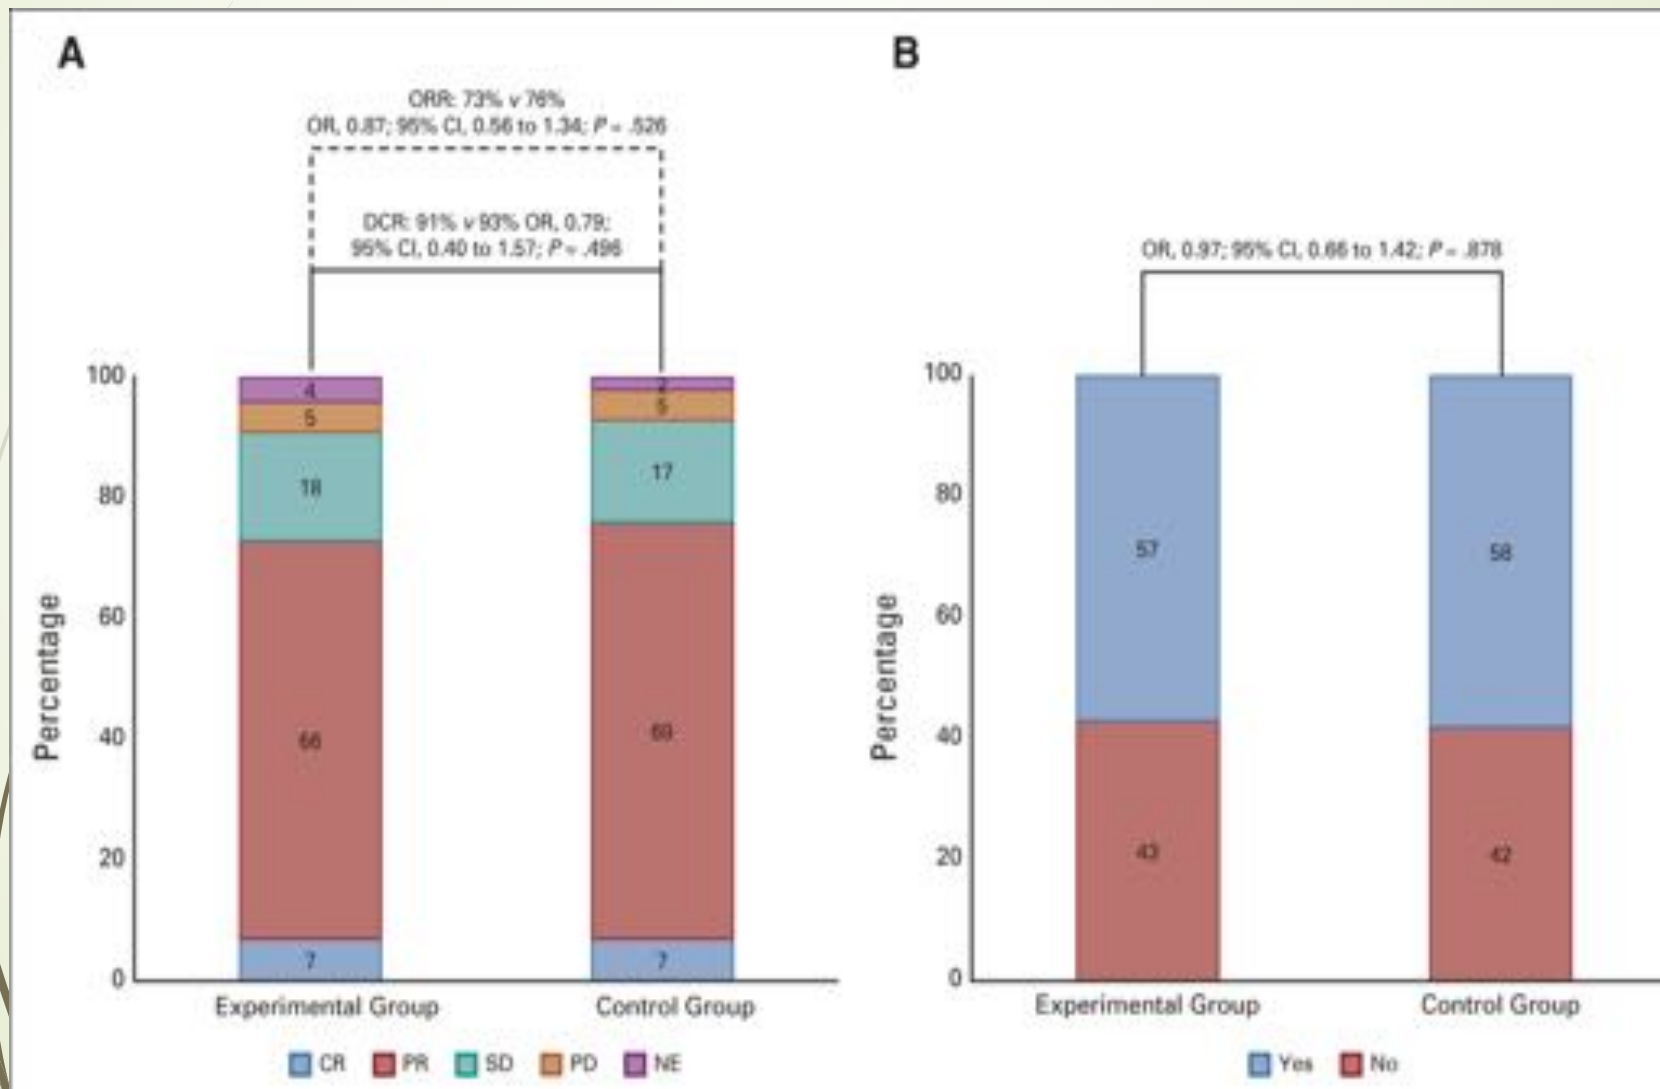 A
ORR: 73% v 76%
OR, 0.87; 95% CI, 0.56 to 1.34; P = .526
DCR: 91% v 93% OR, 0.79;
95% CI, 0.40 to 1.57; P = .496
Percentage
100
80
60
40
20
0
4
5
18
66
7
2
5
17
69
7
Experimental Group
Control Group
CR
PR
SD
PD
NE
B
OR, 0.97; 95% CI, 0.66 to 1.42; P = .878
Percentage
100
80
60
40
20
0
57
43
58
42
Experimental Group
Control Group
Yes
No